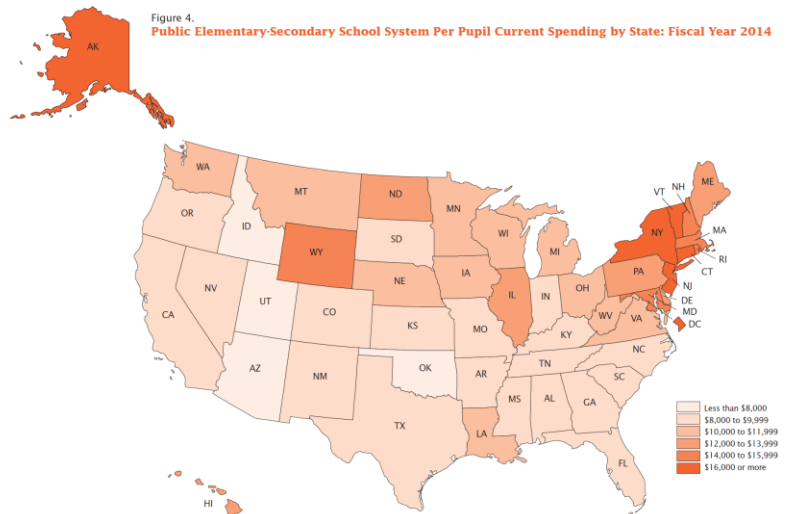 Figure 4.
Public Elementary-Secondary School System Per Pupil Current Spending by State: Fiscal Year 2014
AK
WA
MT
ND
MN
VT
NH
ME
OR
ID
WY
SD
WI
MI
NY
MA
RI
CT
NV
UT
CO
NE
IA
IL
IN
OH
PA
NJ
DE
MD
DC
CA
KS
MO
KY
WV
VA
AZ
NM
OK
AR
TN
NC
SC
TX
LA
MS
AL
GA
FL
HI
Less than $8,000
$8,000 to $9,999
$10,000 to $11,999
$12,000 to $13,999
$14,000 to $15,999
$16,000 or more